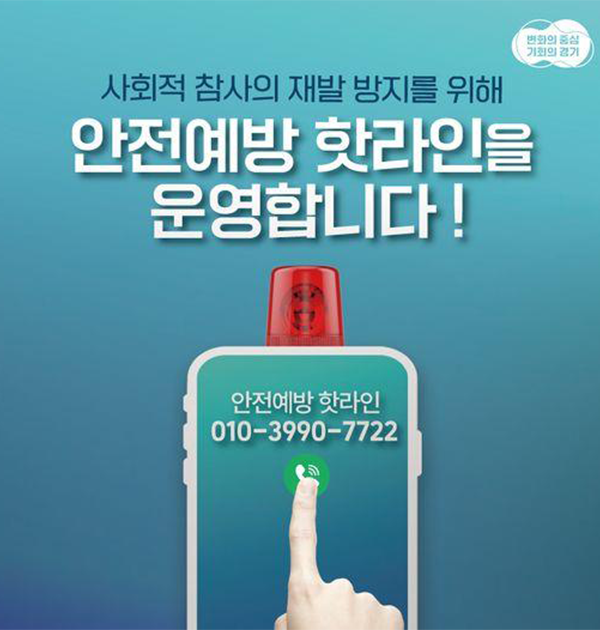 변화의 중심
기회의 경기
사회적 참사의 재발 방지를 위해
안전예방 핫라인을
운영합니다 !
안전예방 핫라인
010-3990-7722